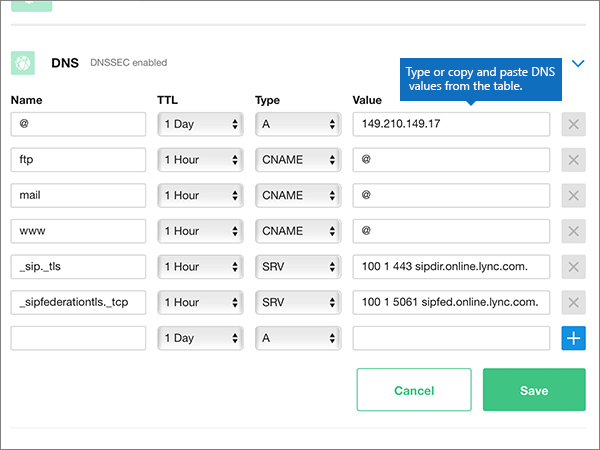 DNS DNSSEC enabled
Type or copy and paste DNS
values from the table.
Name TTL Type Value
@ 1 Day A 149.210.149.17
ftp 1 Hour CNAME @
mail 1 Hour CNAME @
www 1 Hour CNAME @
_sip._tls 1 Hour SRV 100 1 443 sipdir.online.lync.com.
_sipfederationtls._tcp 1 Hour SRV 100 1 5061 sipfed.online.lync.com.
1 Day A
Cancel Save